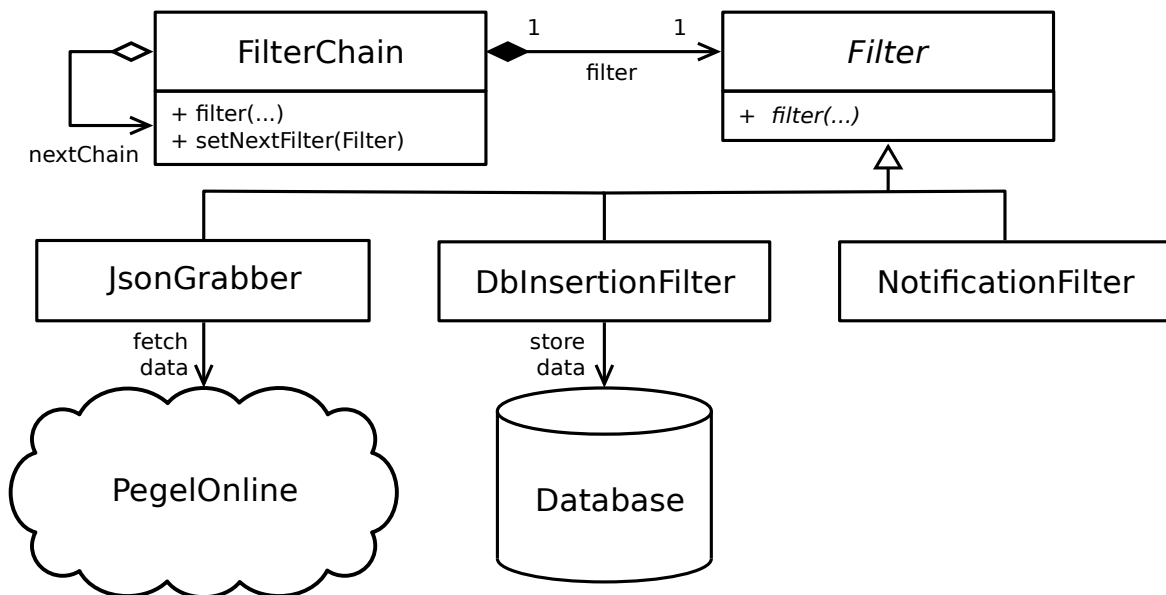 FilterChain
1
1
filter
Filter
+ filter(...)
+ setNextFilter(Filter)
+ filter(...)
nextChain
JsonGrabber
DbInsertionFilter
NotificationFilter
fetch
data
store
data
PegelOnline
Database